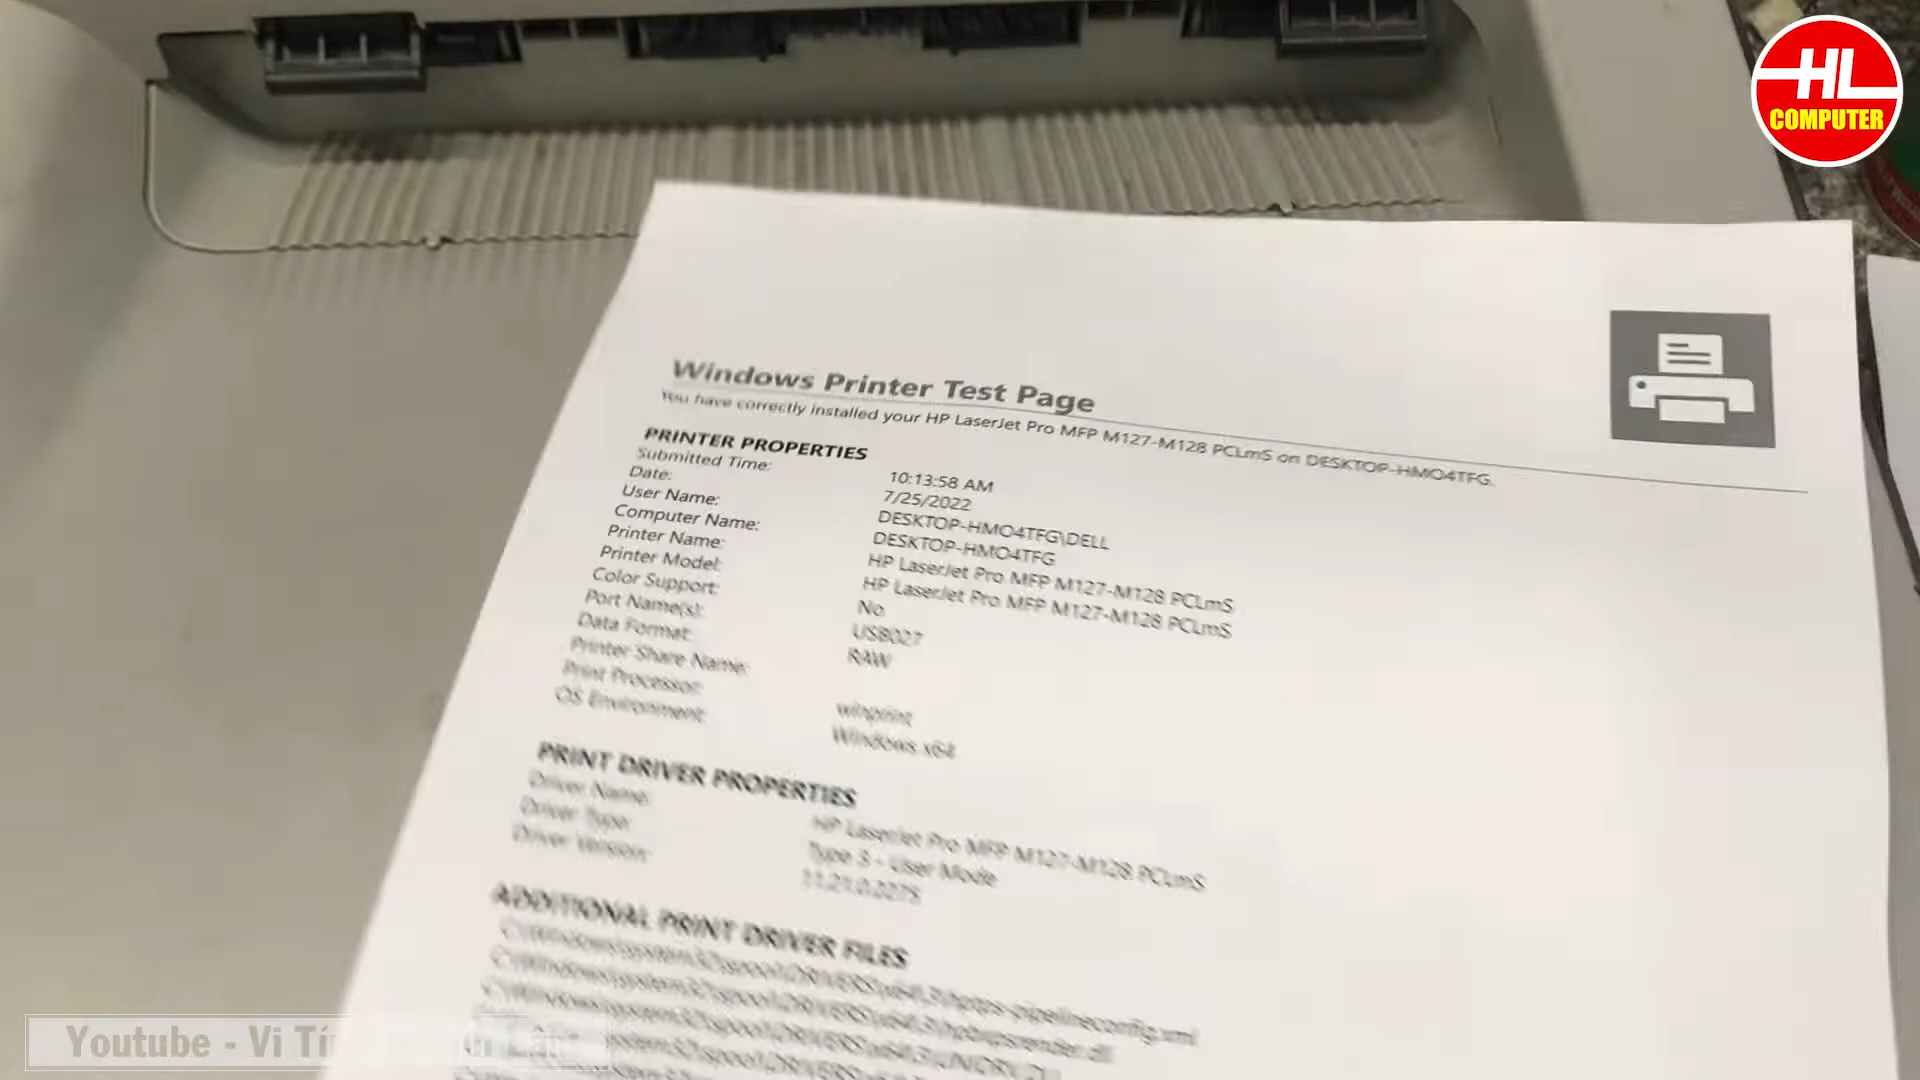 HL
COMPUTER
Windows Printer Test Page
You have correctly installed your HP LaserJet Pro MFP M127-M128 PCLmS on DESKTOP-HMO4TFG.
PRINTER PROPERTIES
Submitted Time: 10:13:58 AM
Date: 7/25/2022
User Name: DESKTOP-HMO4TFG\DELL
Computer Name: DESKTOP-HMO4TFG
Printer Name: HP LaserJet Pro MFP M127-M128 PCLmS
Printer Model: HP LaserJet Pro MFP M127-M128 PCLmS
Color Support: No
Port Name(s): USB027
Data Format: RAW
Printer Share Name:
Print Processor: winprint
OS Environment: Windows x64
PRINT DRIVER PROPERTIES
Driver Name: HP LaserJet Pro MFP M127-M128 PCLmS
Driver Type: Type 3 - User Mode
Driver Version:
ADDITIONAL PRINT DRIVER FILES
Youtube - Vi